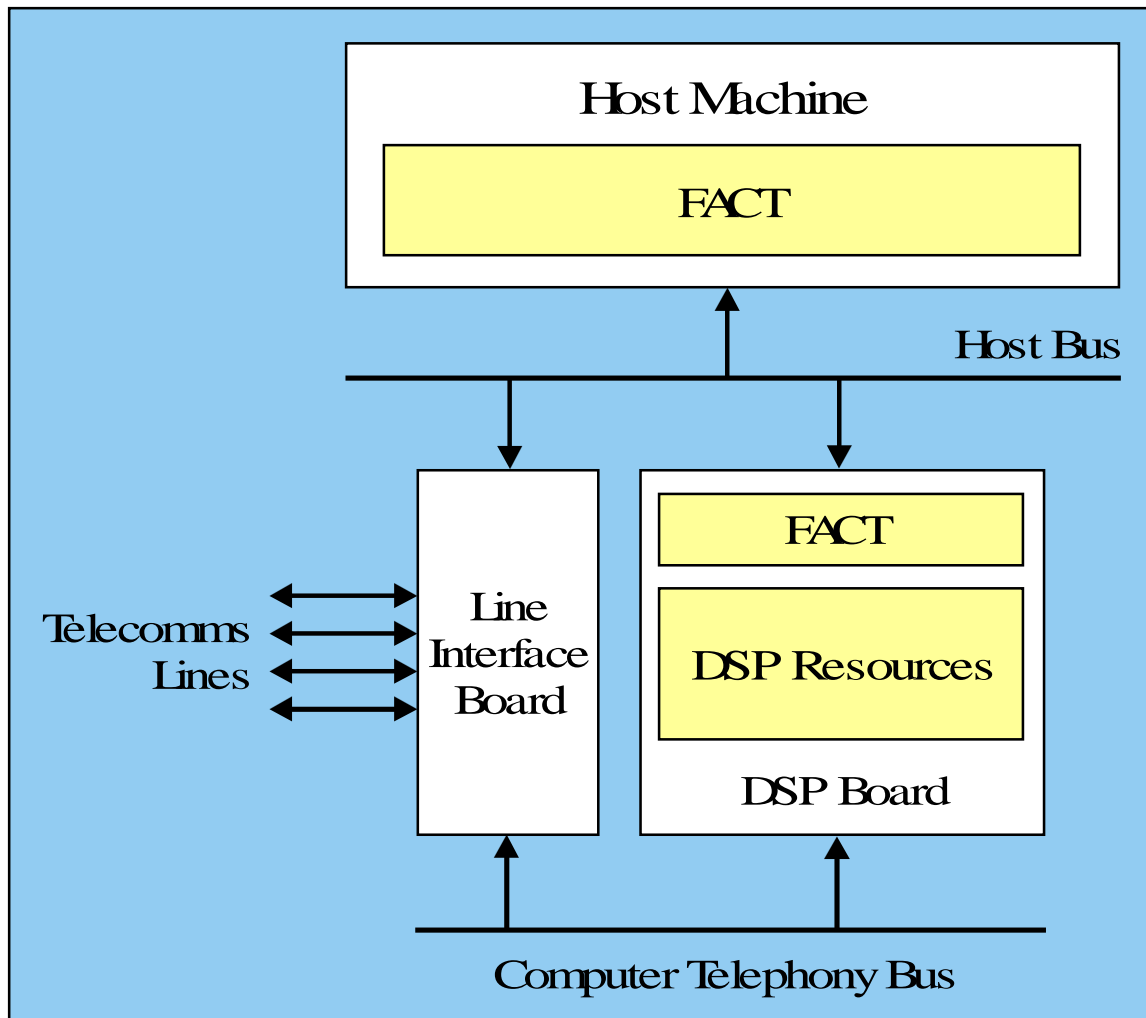 Host Machine
FACT
Host Bus
FACT
Telecomms
Lines
Line
Interface
Board
DSP Resources
DSP Board
Computer Telephony Bus